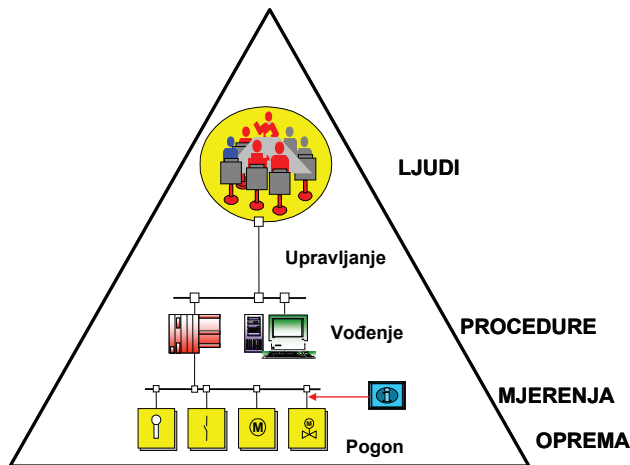 LJUDI
Upravljanje
Vođenje
PROCEDURE
MJERENJA
M
M
Pogon
OPREMA